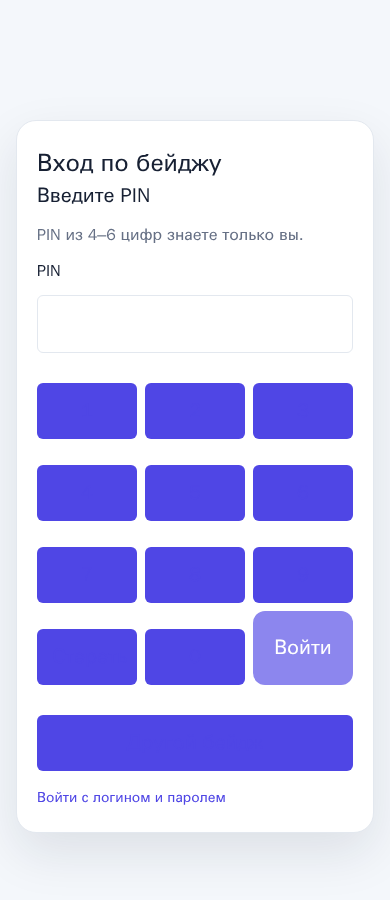 Вход по бейджу
Введите PIN
PIN из 4–6 цифр знаете только вы.
PIN
Войти
Войти с логином и паролем